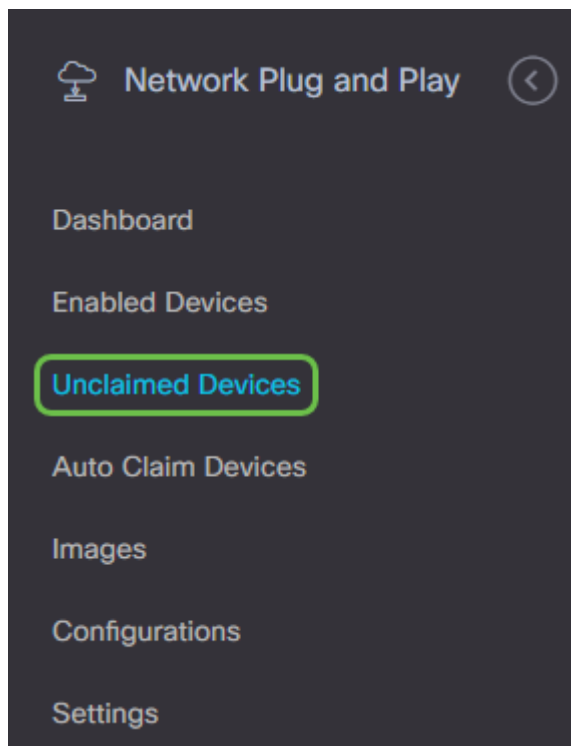 Network Plug and Play
Dashboard
Enabled Devices
Unclaimed Devices
Auto Claim Devices
Images
Configurations
Settings